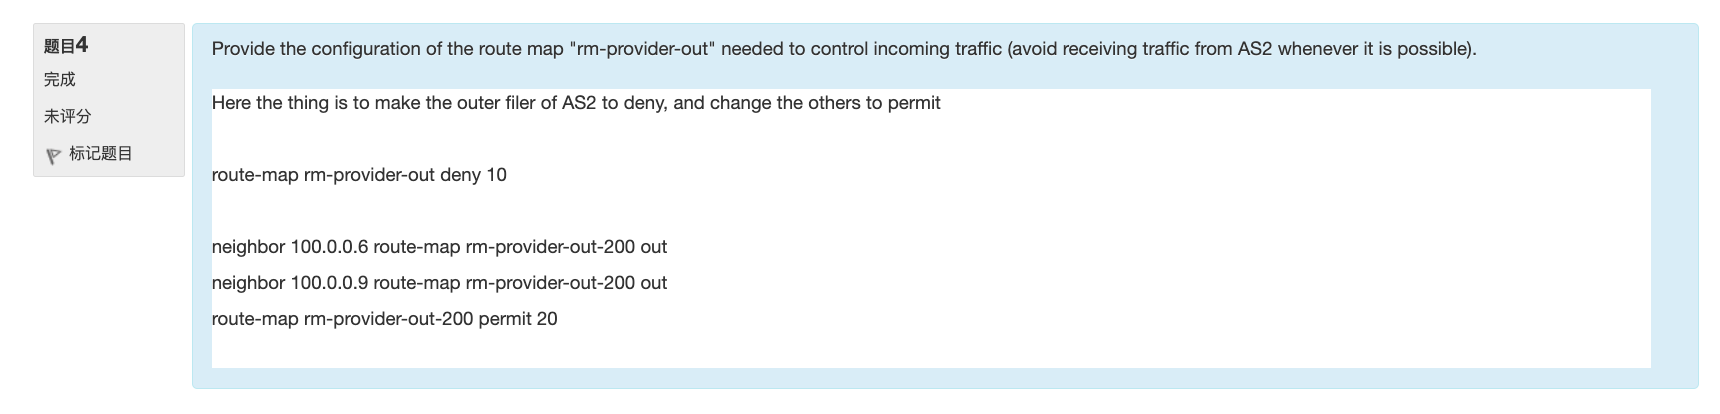 题目4
完成
未评分
标记题目
Provide the configuration of the route map "rm-provider-out" needed to control incoming traffic (avoid receiving traffic from AS2 whenever it is possible).
Here the thing is to make the outer filer of AS2 to deny, and change the others to permit
route-map rm-provider-out deny 10
neighbor 100.0.0.6 route-map rm-provider-out-200 out
neighbor 100.0.0.9 route-map rm-provider-out-200 out
route-map rm-provider-out-200 permit 20